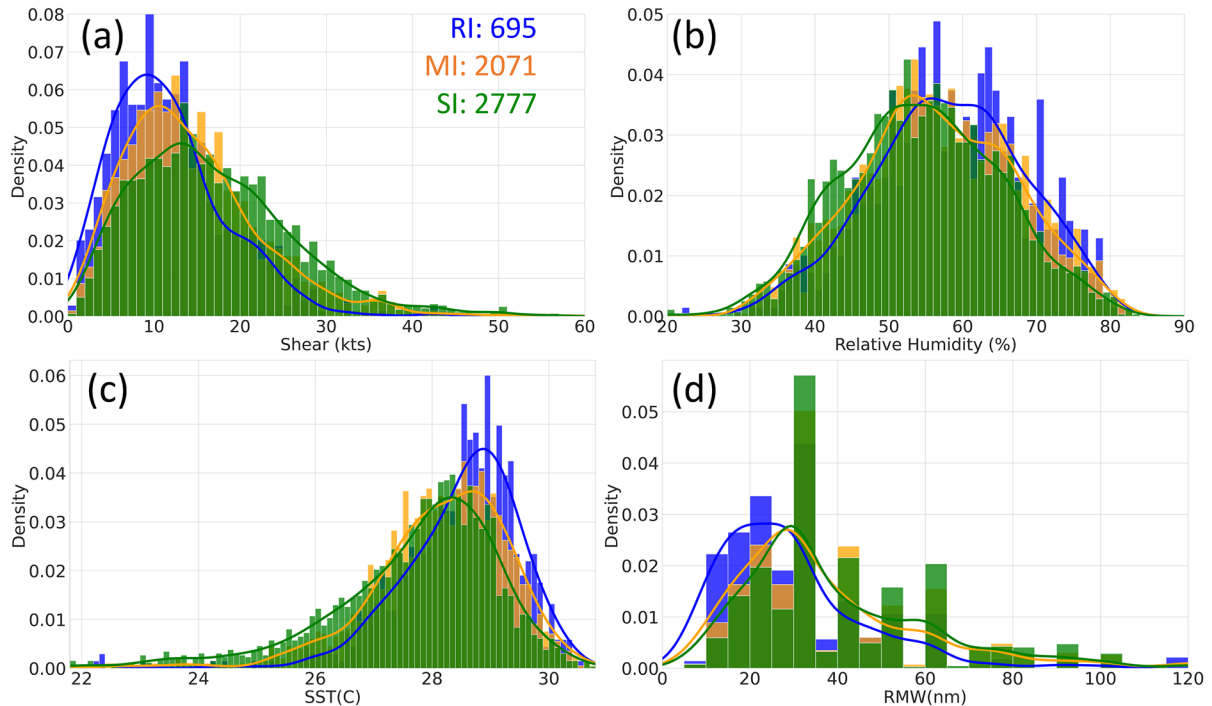 (a)
RI: 695
MI: 2071
SI: 2777
0.08
0.07
0.06
0.05
0.04
0.03
0.02
0.01
0.00
Density
0 10 20 30 40 50 60
Shear (kts)
(b)
0.05
0.04
0.03
0.02
0.01
0.00
Density
20 30 40 50 60 70 80 90
Relative Humidity (%)
(c)
0.06
0.05
0.04
0.03
0.02
0.01
0.00
Density
22 24 26 28 30
SST(C)
(d)
0.05
0.04
0.03
0.02
0.01
0.00
Density
0 20 40 60 80 100 120
RMW(nm)